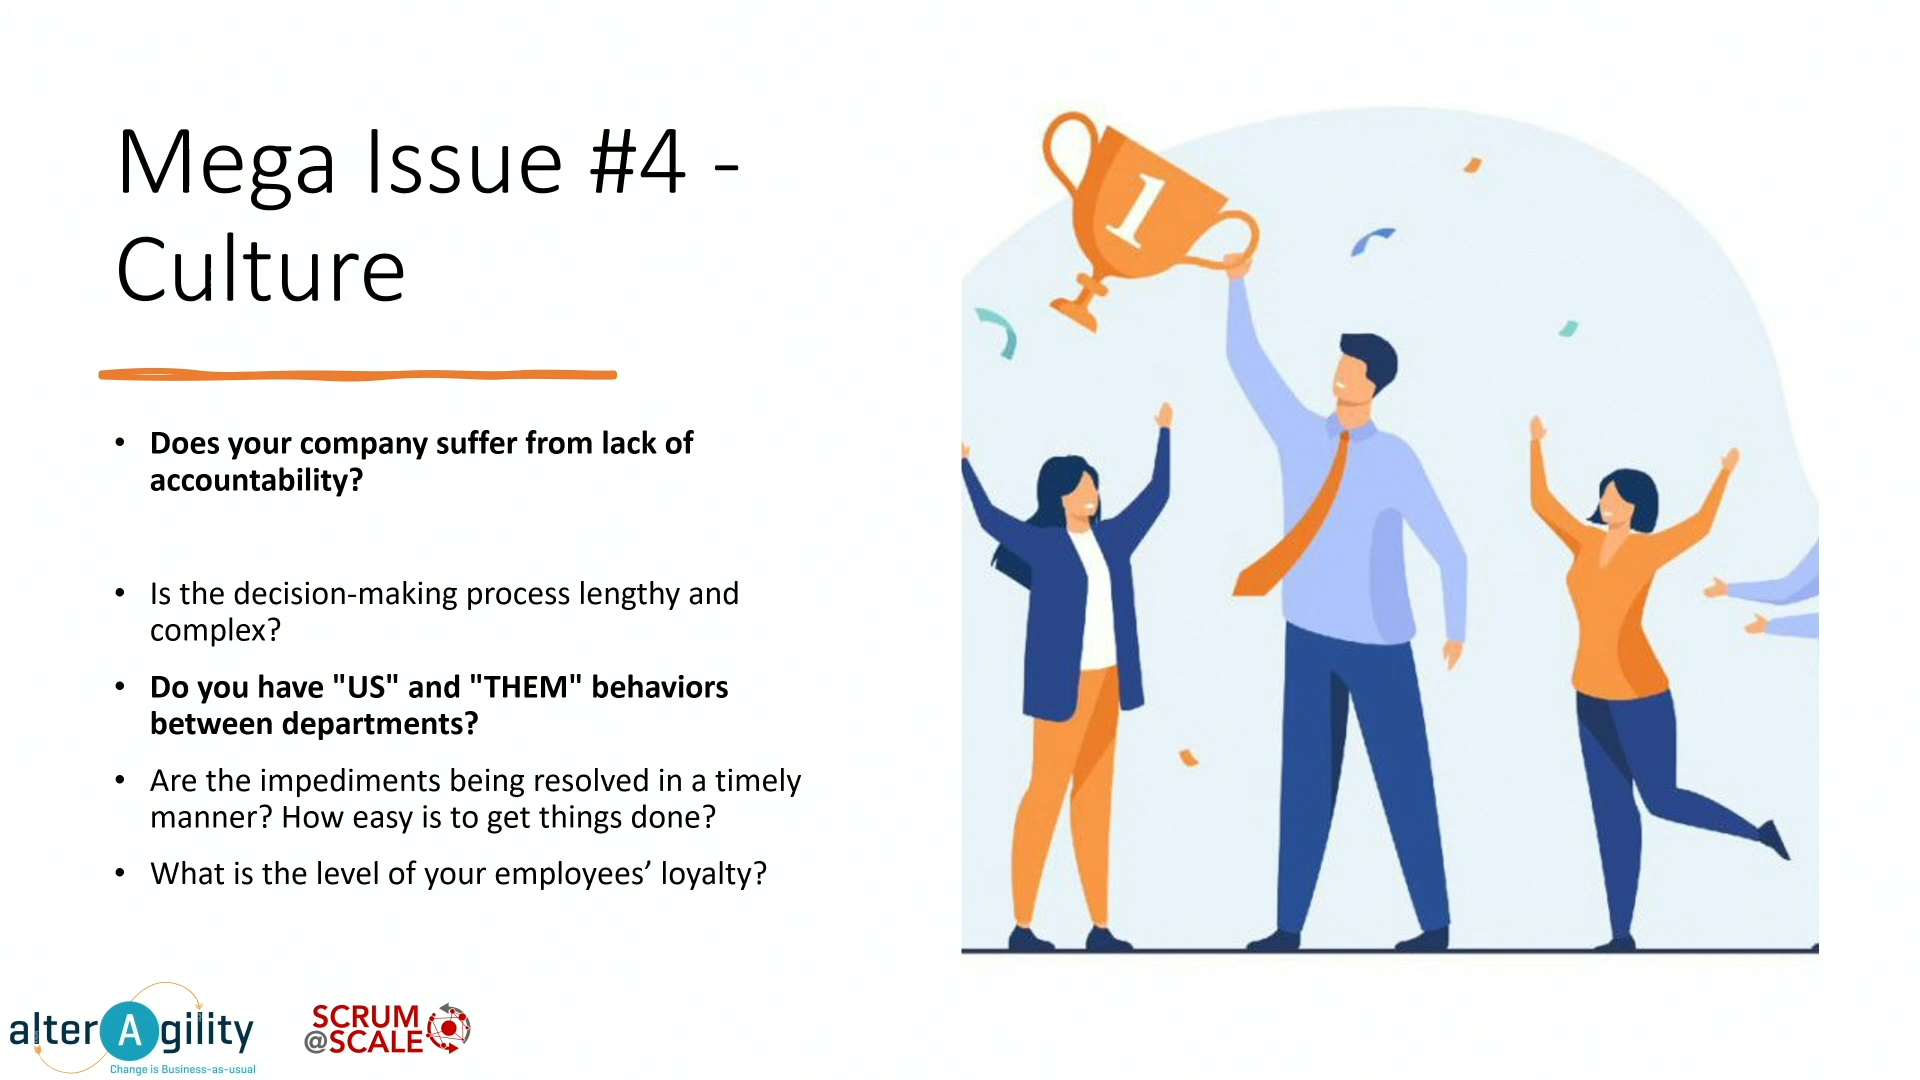 Mega Issue #4 -
Culture
• Does your company suffer from lack of
accountability?
• Is the decision-making process lengthy and
complex?
• Do you have "US" and "THEM" behaviors
between departments?
• Are the impediments being resolved in a timely
manner? How easy is to get things done?
• What is the level of your employees’ loyalty?
1
alterAgility
Change is Business-as-usual
SCRUM
@SCALE